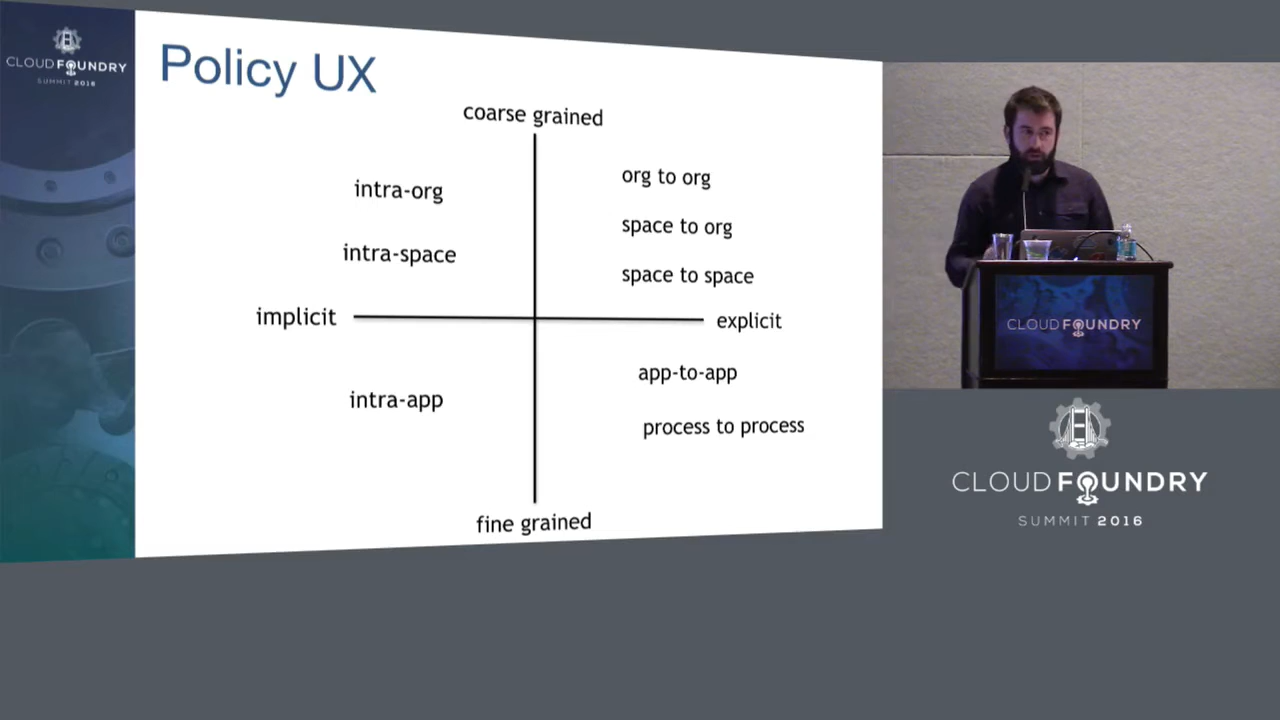 CLOUD FOUNDRY
SUMMIT 2016
Policy UX
coarse grained
intra-org
org to org
space to org
intra-space
space to space
implicit
explicit
app-to-app
intra-app
process to process
fine grained
CLOUD FOUNDRY
CLOUD FOUNDRY
SUMMIT 2016